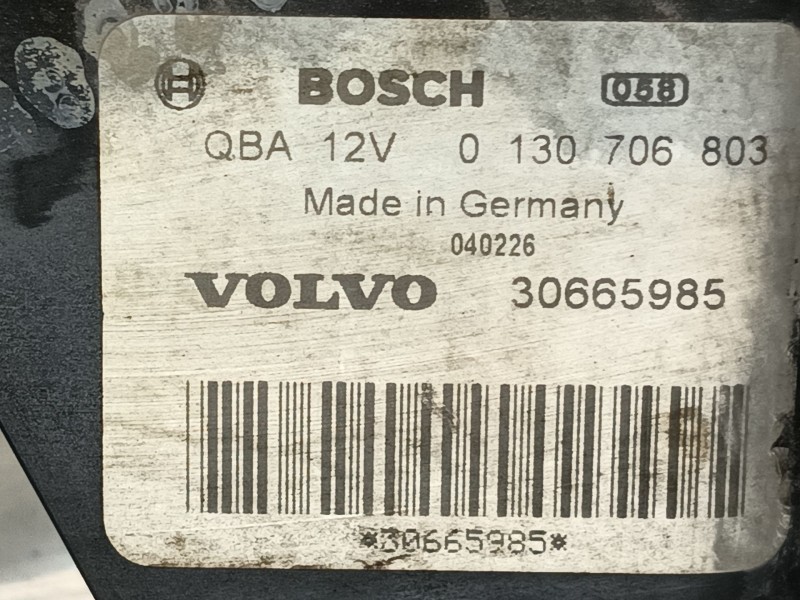 BOSCH 058
QBA 12V 0 130 706 803
Made in Germany
040226
VOLVO 30665985
*30665985*